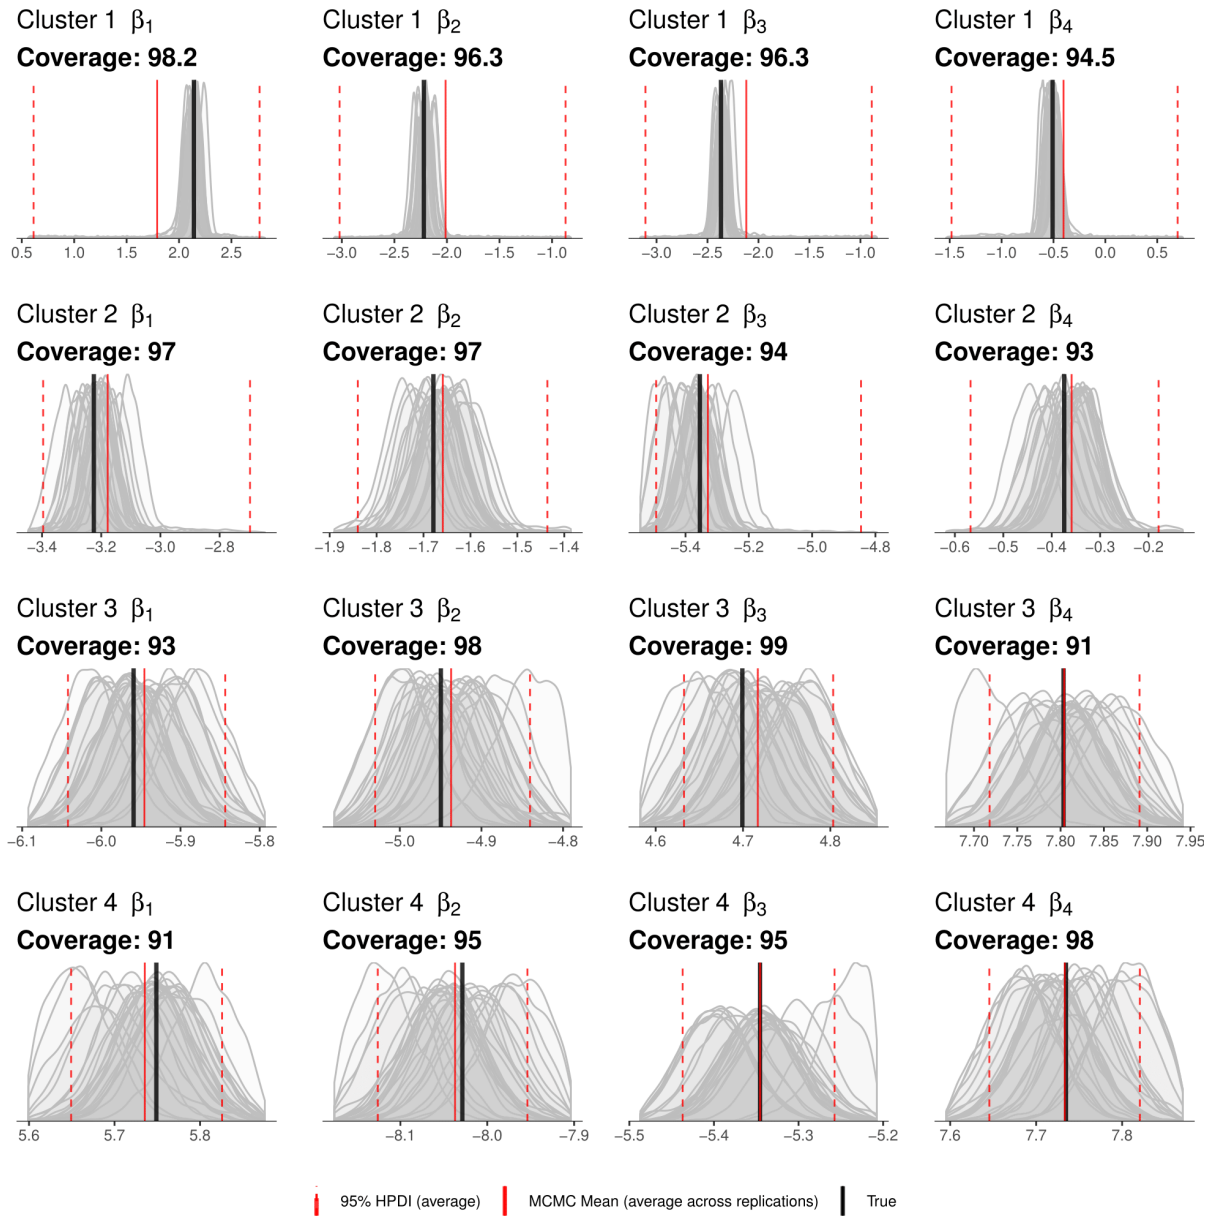 Cluster 1 β1 Cluster 1 β2 Cluster 1 β3 Cluster 1 β4
Coverage: 98.2 Coverage: 96.3 Coverage: 96.3 Coverage: 94.5
0.5 1.0 1.5 2.0 2.5 −3.0 −2.5 −2.0 −1.5 −1.0 −3.0 −2.5 −2.0 −1.5 −1.0 −1.5 −1.0 −0.5 0.0 0.5
Cluster 2 β1 Cluster 2 β2 Cluster 2 β3 Cluster 2 β4
Coverage: 97 Coverage: 97 Coverage: 94 Coverage: 93
−3.4 −3.2 −3.0 −2.8 −1.9 −1.8 −1.7 −1.6 −1.5 −1.4 −5.4 −5.2 −5.0 −4.8 −0.6 −0.5 −0.4 −0.3 −0.2
Cluster 3 β1 Cluster 3 β2 Cluster 3 β3 Cluster 3 β4
Coverage: 93 Coverage: 98 Coverage: 99 Coverage: 91
−6.1 −6.0 −5.9 −5.8 −5.0 −4.9 −4.8 4.6 4.7 4.8 7.70 7.75 7.80 7.85 7.90 7.95
Cluster 4 β1 Cluster 4 β2 Cluster 4 β3 Cluster 4 β4
Coverage: 91 Coverage: 95 Coverage: 95 Coverage: 98
5.6 5.7 5.8 −8.1 −8.0 −7.9 −5.5 −5.4 −5.3 −5.2 7.6 7.7 7.8
95% HPDI (average) MCMC Mean (average across replications) True